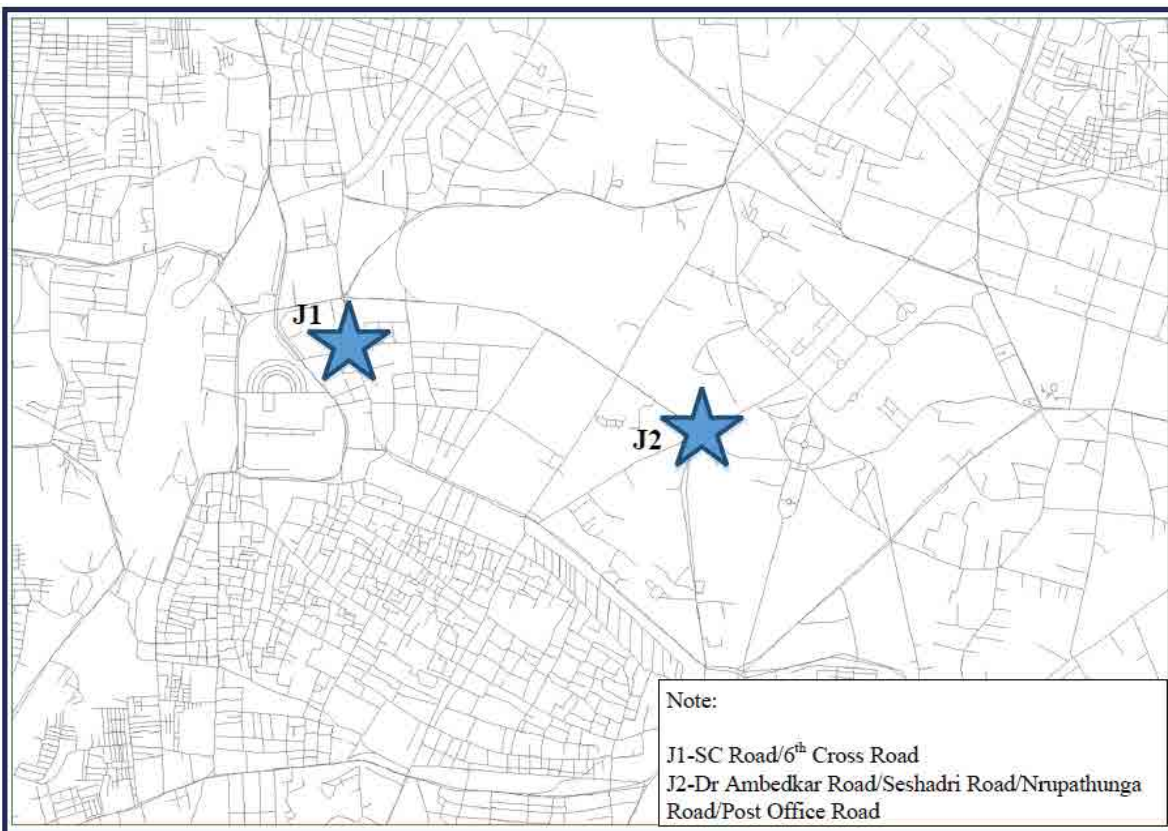 J1
J2
Note:
J1-SC Road/6th Cross Road
J2-Dr Ambedkar Road/Seshadri Road/Nrupathunga
Road/Post Office Road